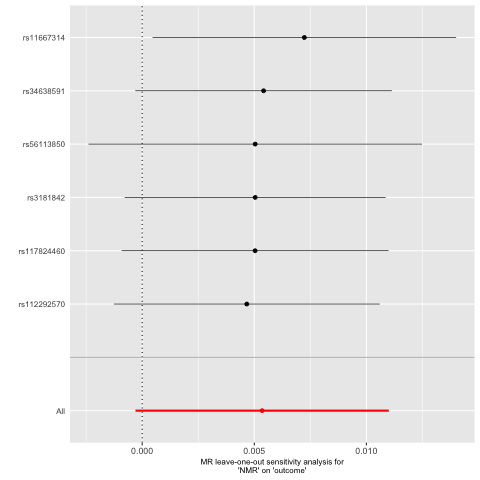 rs11667314
rs34638591
rs56113850
rs3181842
rs117824460
rs112292570
All
0.000 0.005 0.010
MR leave-one-out sensitivity analysis for
'NMR' on 'outcome'